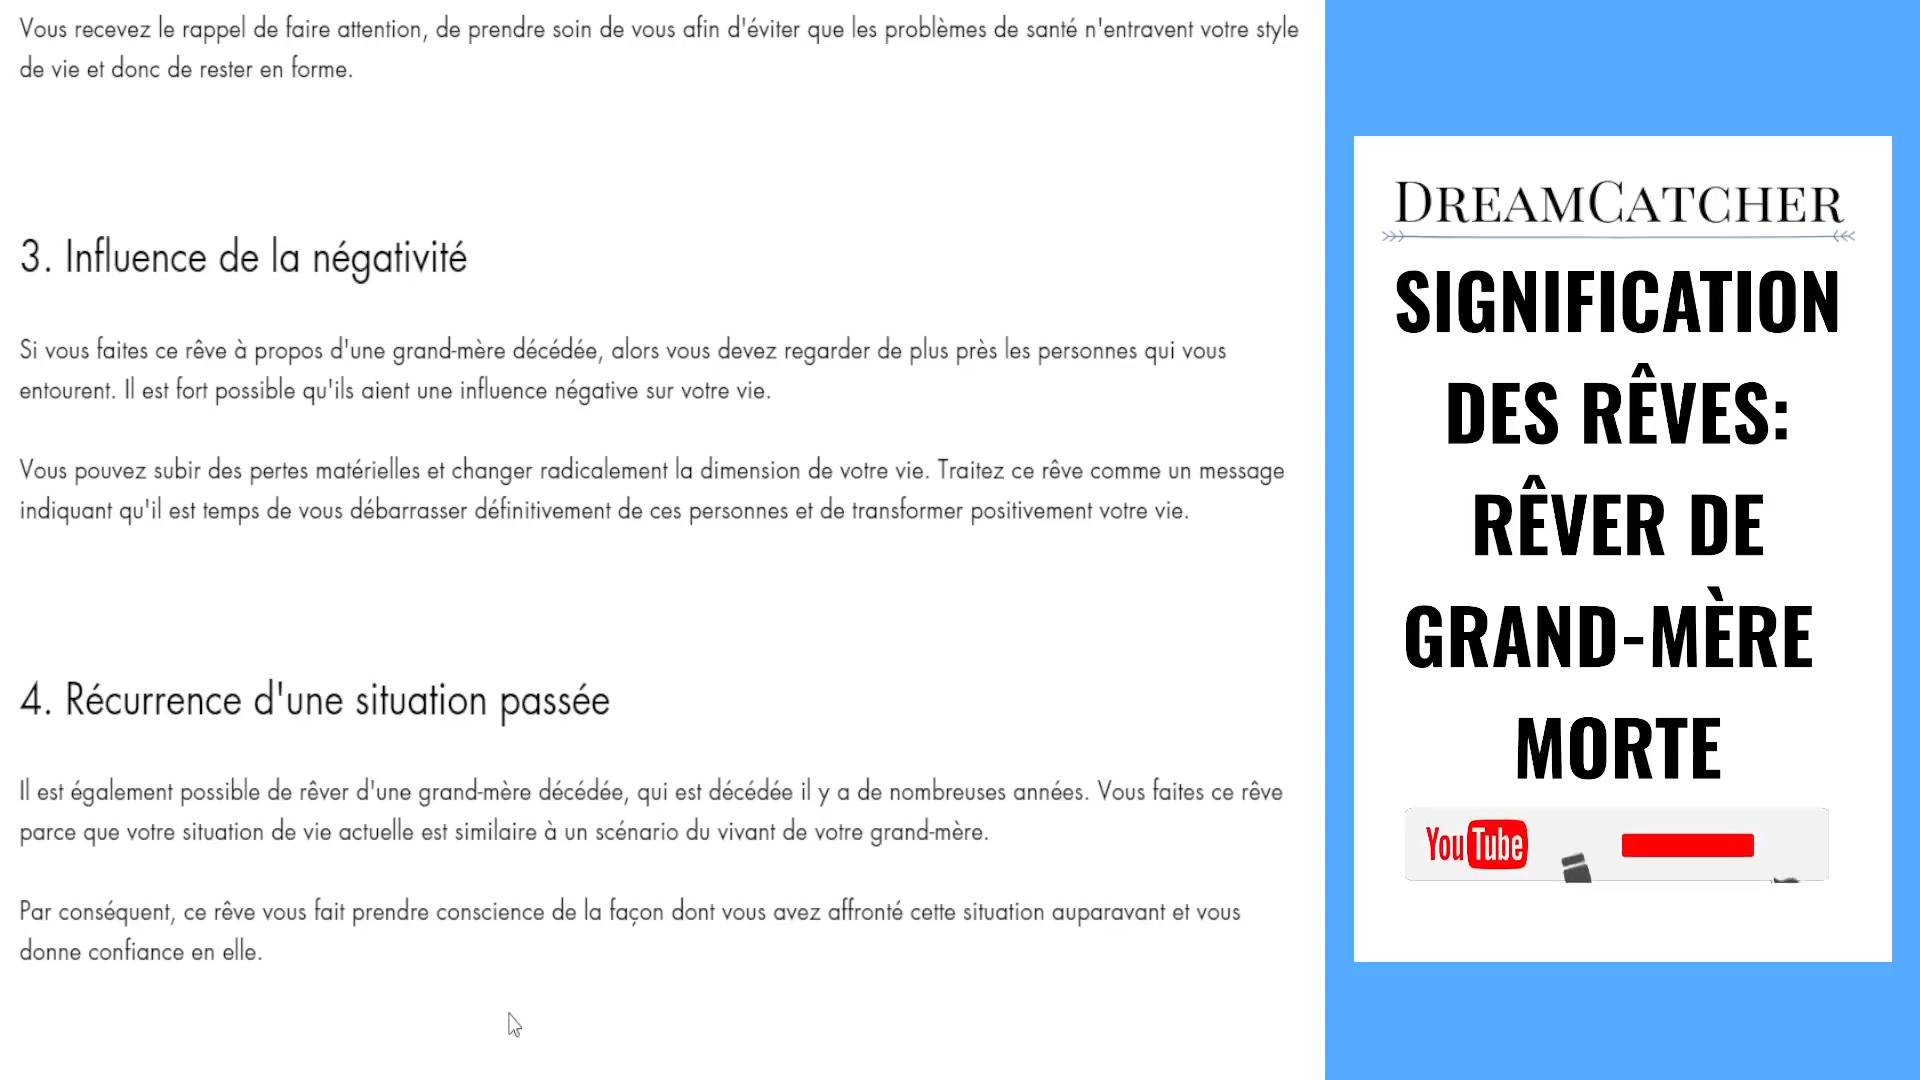 Vous recevez le rappel de faire attention, de prendre soin de vous afin d'éviter que les problèmes de santé n'entravent votre style
de vie et donc de rester en forme.
3. Influence de la négativité
Si vous faites ce rêve à propos d'une grand-mère décédée, alors vous devez regarder de plus près les personnes qui vous
entourent. Il est fort possible qu'ils aient une influence négative sur votre vie.
Vous pouvez subir des pertes matérielles et changer radicalement la dimension de votre vie. Traitez ce rêve comme un message
indiquant qu'il est temps de vous débarrasser définitivement de ces personnes et de transformer positivement votre vie.
4. Récurrence d'une situation passée
Il est également possible de rêver d'une grand-mère décédée, qui est décédée il y a de nombreuses années. Vous faites ce rêve
parce que votre situation de vie actuelle est similaire à un scénario du vivant de votre grand-mère.
Par conséquent, ce rêve vous fait prendre conscience de la façon dont vous avez affronté cette situation auparavant et vous
donne confiance en elle.
DREAMCATCHER
SIGNIFICATION
DES RÊVES:
RÊVER DE
GRAND-MÈRE
MORTE
YouTube